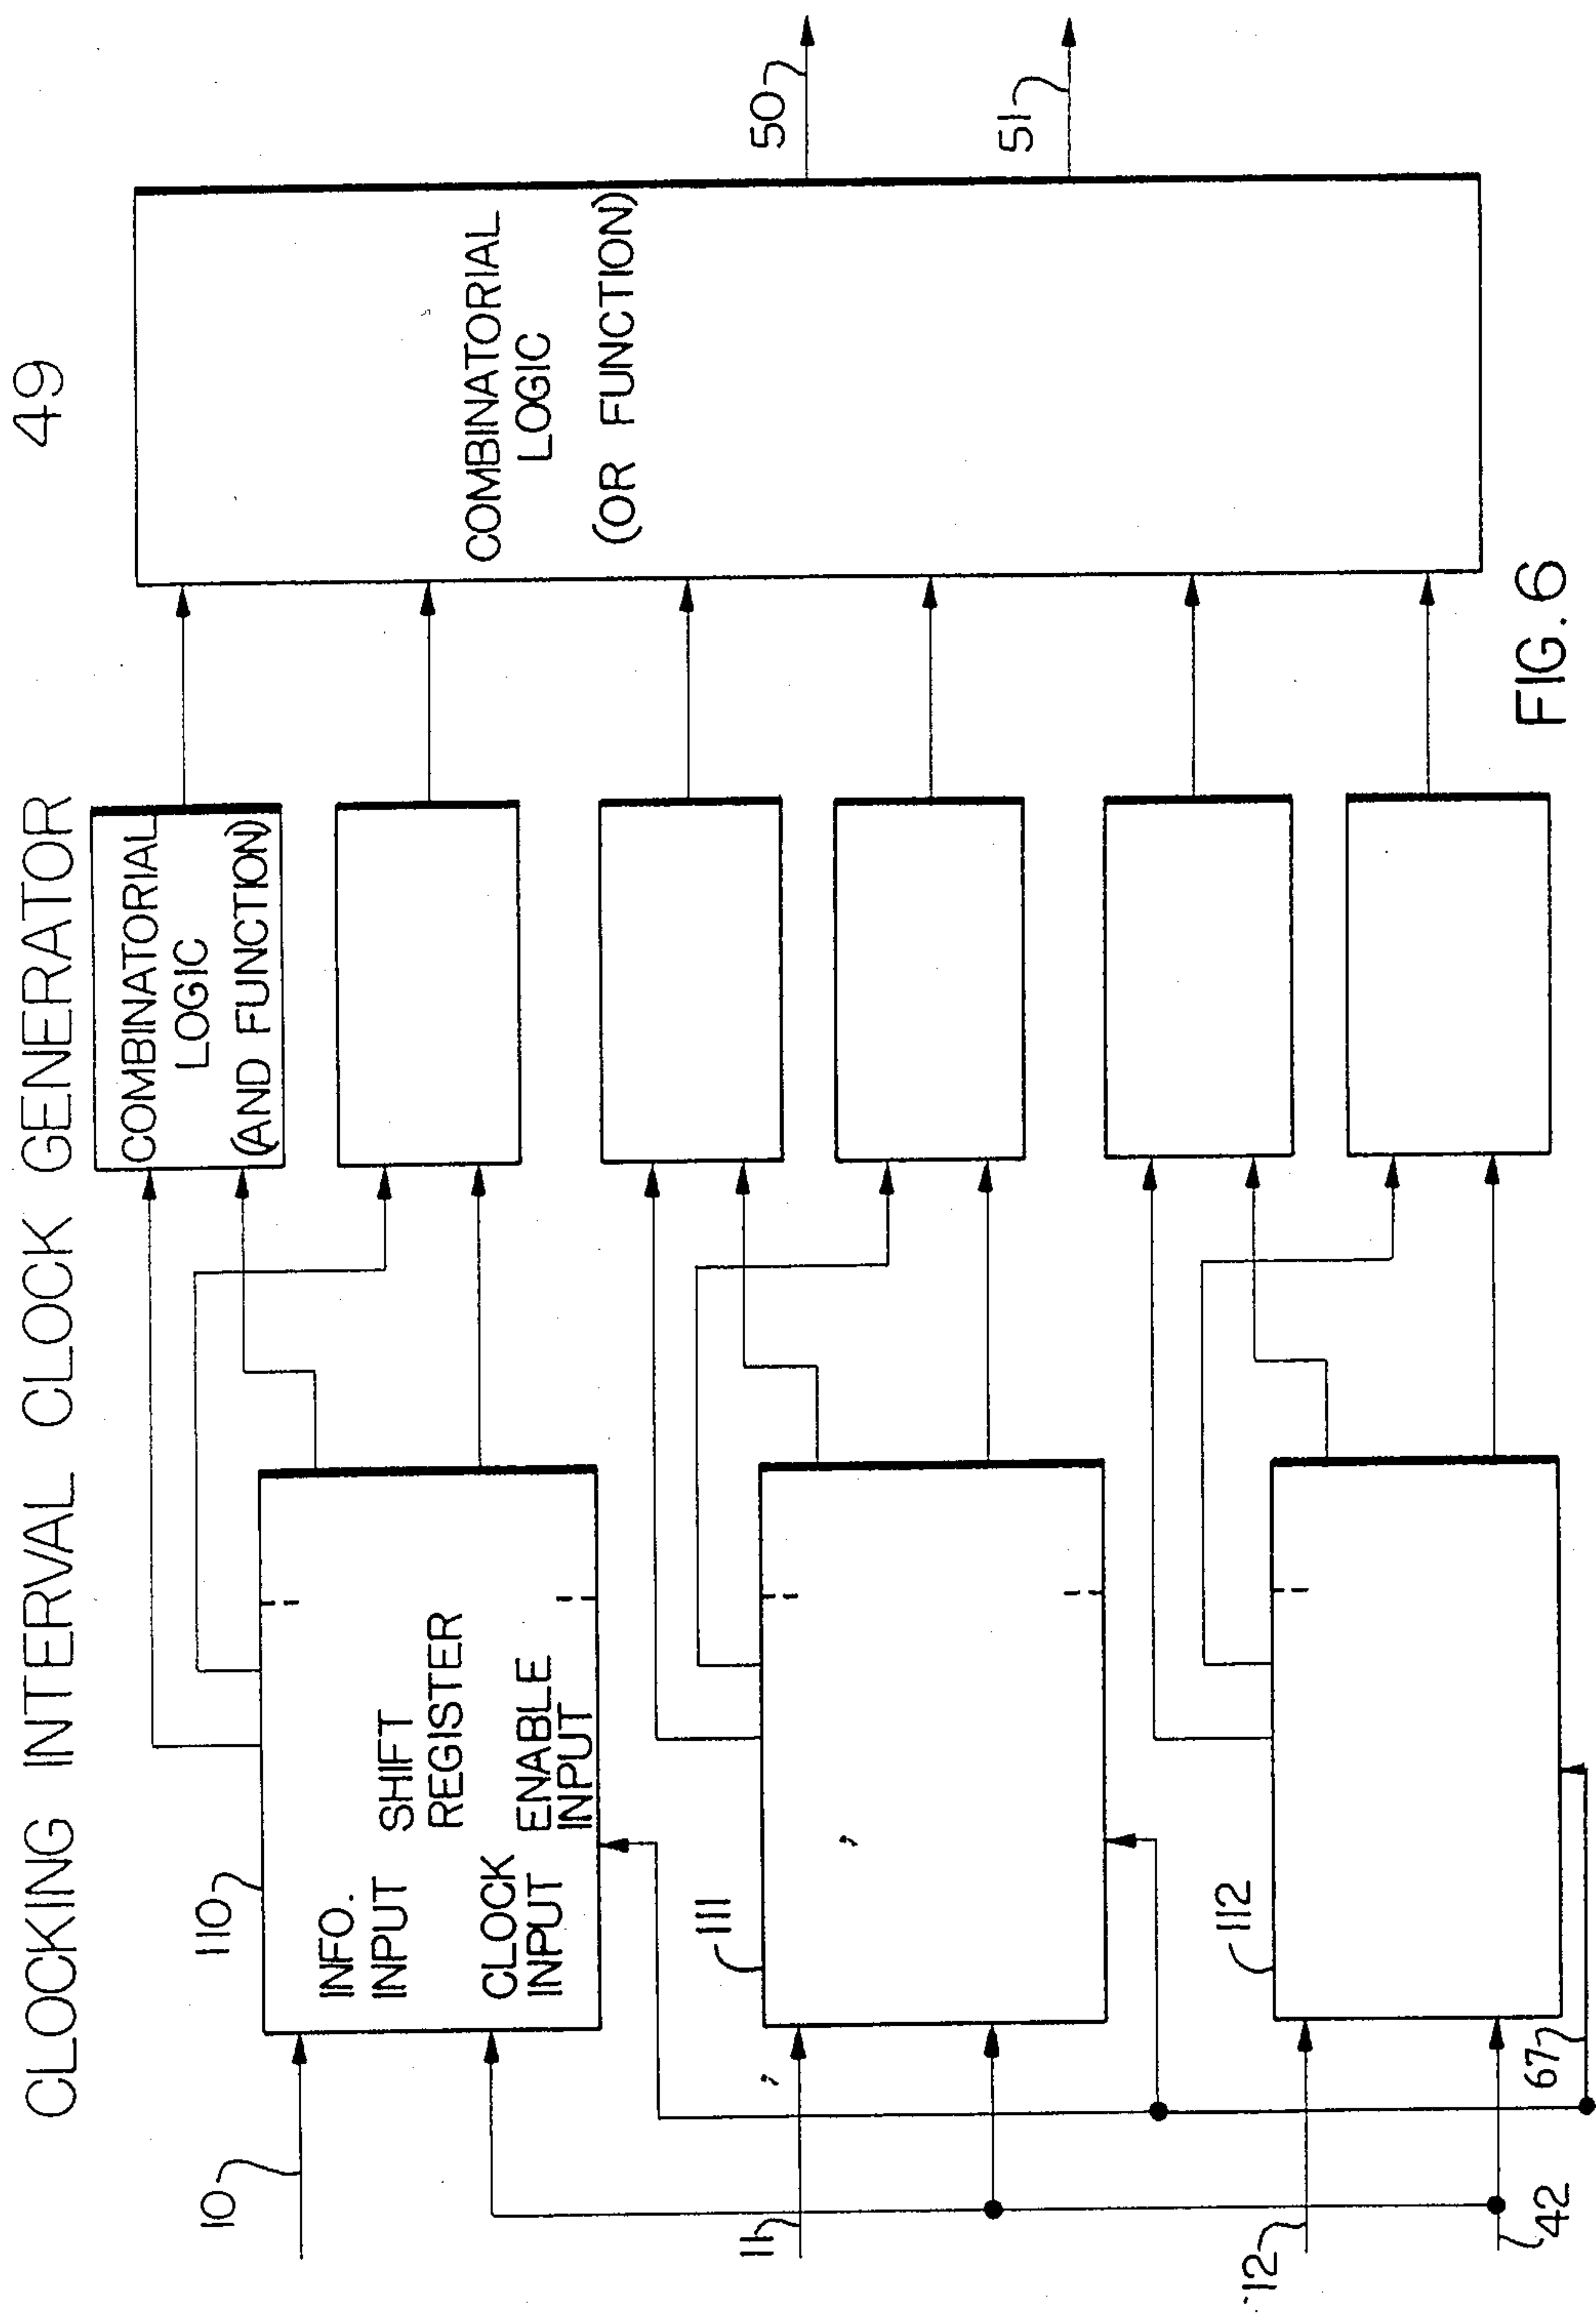 CLOCKING INTERVAL CLOCK GENERATOR 49
10
110
INFO.
INPUT
SHIFT
REGISTER
CLOCK
INPUT
ENABLE
INPUT
COMBINATORIAL
LOGIC
(AND FUNCTION)
COMBINATORIAL
LOGIC
(OR FUNCTION)
50
51
11
111
12
112
42
67
FIG. 6